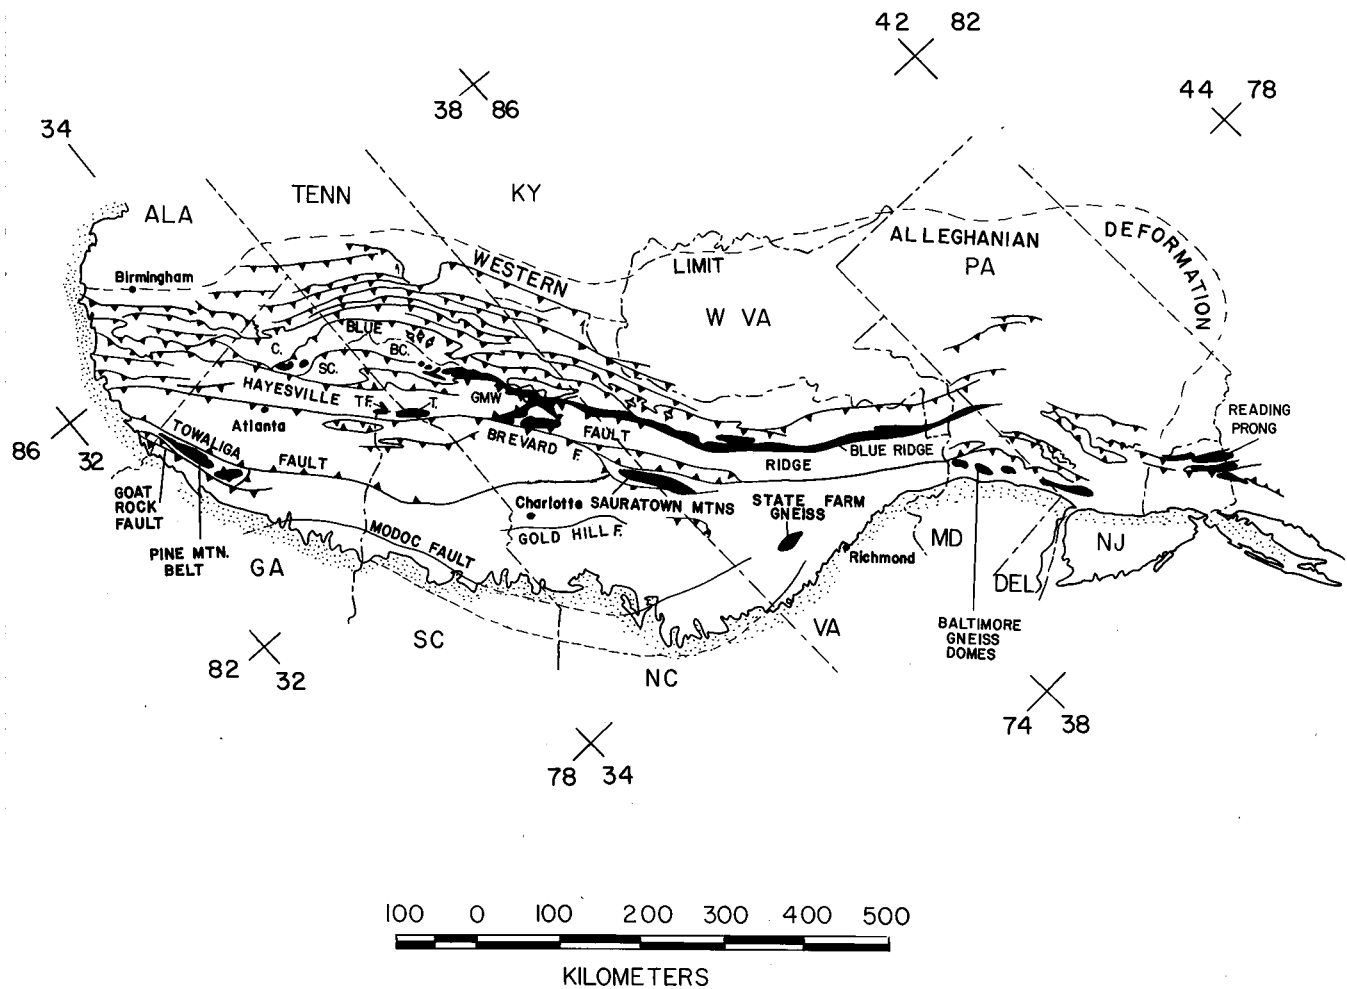 42 82
44 78
38 86
34
TENN
KY
ALA
WESTERN
LIMIT
ALLEGHANIAN
DEFORMATION
PA
W VA
Birmingham
BLUE
C.
BC.
SC.
HAYESVILLE
T.F.
T.
GMW
FAULT
Atlanta
BREVARD F.
RIDGE
BLUE RIDGE
READING
PRONG
86 32
TOWALIGA
FAULT
GOAT
ROCK
FAULT
PINE MTN.
BELT
GA
MODOC FAULT
Charlotte
SAURATOWN MTNS
GOLD HILL F.
STATE FARM
GNEISS
Richmond
MD
DEL
NJ
VA
BALTIMORE
GNEISS
DOMES
SC
NC
82 32
74 38
78 34
100 0 100 200 300 400 500
KILOMETERS